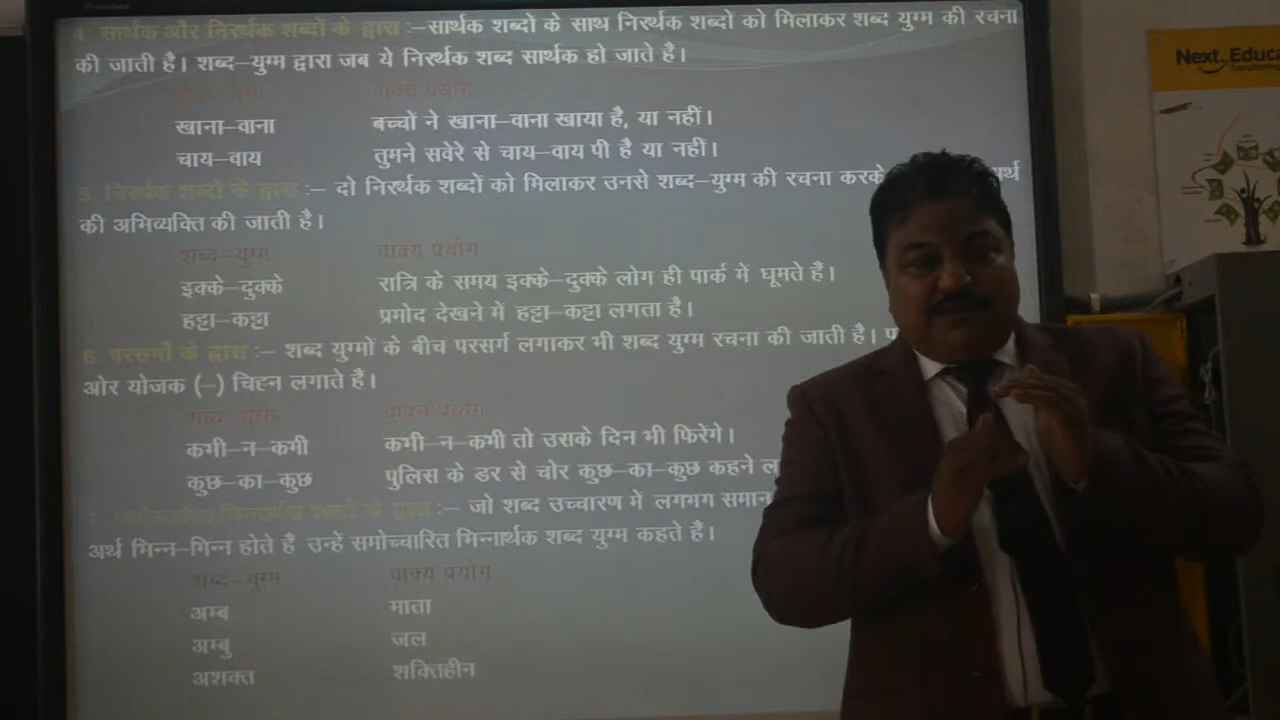 4. सार्थक और निरर्थक शब्दों के द्वारा :–सार्थक शब्दों के साथ निरर्थक शब्दो को मिलाकर शब्द युग्म की रचना
की जाती है। शब्द–युग्म द्वारा जब ये निरर्थक शब्द सार्थक हो जाते है।
शब्द–युग्म वाक्य प्रयोग
खाना–वाना बच्चों ने खाना–वाना खाया है, या नहीं।
चाय–वाय तुमने सवेरे से चाय–वाय पी है या नहीं।
5. निरर्थक शब्दों के द्वारा :– दो निरर्थक शब्दों को मिलाकर उनसे शब्द–युग्म की रचना करके
की अभिव्यक्ति की जाती है।
शब्द–युग्म वाक्य प्रयोग
इक्के–दुक्के रात्रि के समय इक्के–दुक्के लोग ही पार्क में घूमते हैं।
हट्टा–कट्टा प्रमोद देखने में हट्टा–कट्टा लगता है।
6. परसर्गों के द्वारा :– शब्द युग्मों के बीच परसर्ग लगाकर भी शब्द युग्म रचना की जाती है।
ओर योजक (–) चिह्न लगाते है।
शब्द–युग्म वाक्य प्रयोग
कभी–न–कभी कभी–न–कभी तो उसके दिन भी फिरेंगे।
कुछ–का–कुछ पुलिस के डर से चोर कुछ–का–कुछ कहने
:– जो शब्द उच्चारण में लगभग समान
अर्थ भिन्न–भिन्न होते है उन्हें समोच्चारित भिन्नार्थक शब्द युग्म कहते है।
शब्द–युग्म वाक्य प्रयोग
अम्ब माता
अम्बु जल
अशक्त शक्तिहीन
Next Educa